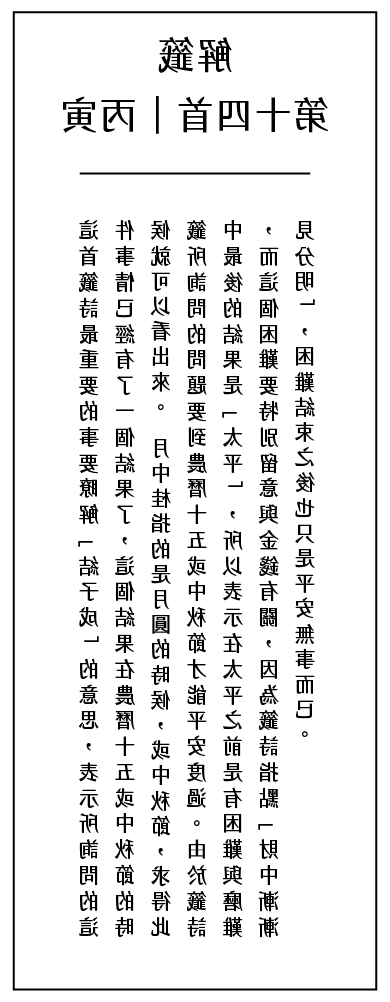 解籤
第十四首｜丙寅
這首籤詩最重要的事要瞭解「結子成」的意思，表示所詢問的這
件事情已經有了一個結果了，這個結果在農曆十五或中秋節的時
候就可以看出來。 月中桂指的是月圓的時候，或中秋節，求得此
籤所詢問的問題要到農曆十五或中秋節才能平安度過。由於籤詩
中最後的結果是「太平」，所以表示在太平之前是有困難與磨難
，而這個困難要特別留意與金錢有關，因為籤詩指點「財中漸漸
見分明」，困難結束之後也只是平安無事而已。